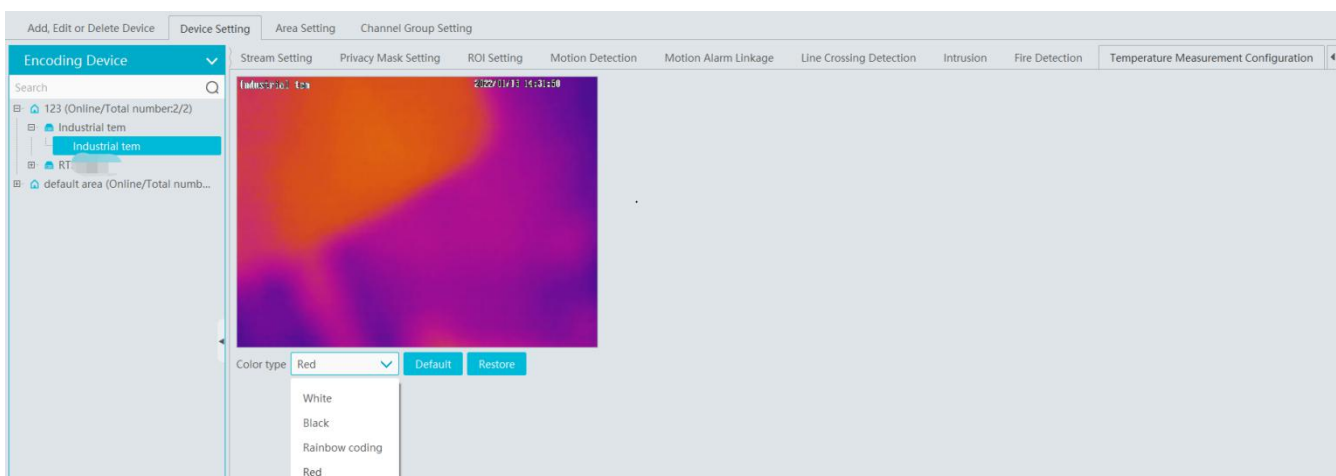 Add, Edit or Delete Device Device Setting Area Setting Channel Group Setting
Encoding Device
Stream Setting Privacy Mask Setting ROI Setting Motion Detection Motion Alarm Linkage Line Crossing Detection Intrusion Fire Detection Temperature Measurement Configuration
Search
123 (Online/Total number:2/2)
Industrial tem
Industrial tem
RT
default area (Online/Total numb...
tem
Color type Red Default Restore
White
Black
Rainbow coding
Red